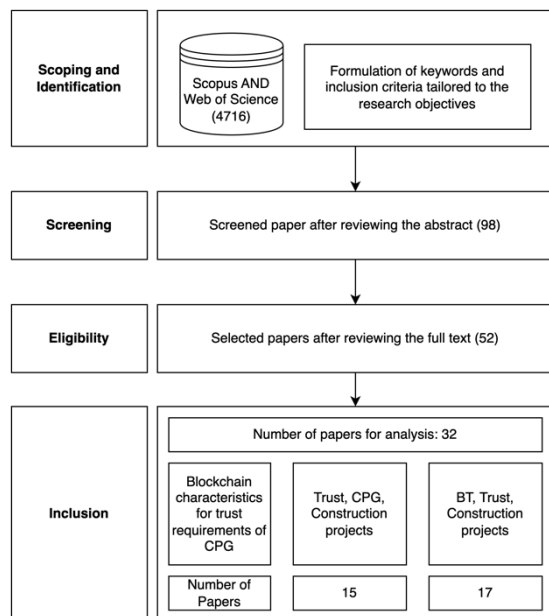 Scoping and
Identification
Scopus AND
Web of Science
(4716)
Formulation of keywords and
inclusion criteria tailored to the
research objectives
Screening
Screened paper after reviewing the abstract (98)
Eligibility
Selected papers after reviewing the full text (52)
Inclusion
Number of papers for analysis: 32
Blockchain
characteristics
for trust
requirements of
CPG
Trust, CPG,
Construction
projects
BT, Trust,
Construction
projects
Number of
Papers
15
17